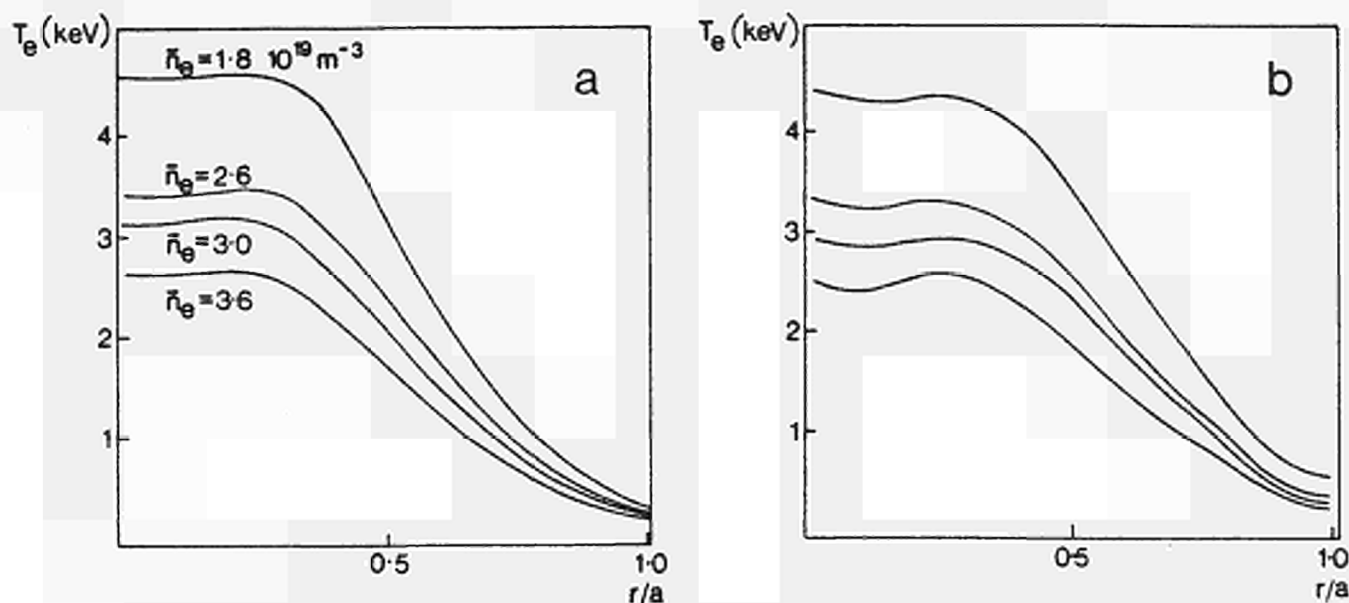 Te (keV)
n̄e=1·8 10¹⁹ m⁻³
a
4
n̄e=2·6
3
n̄e=3·0
n̄e=3·6
2
1
0·5
1·0
r/a
Te (keV)
b
4
3
2
1
0·5
1·0
r/a